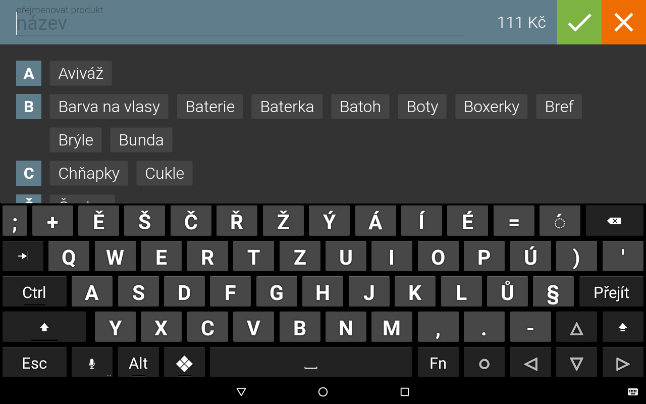 přejmenovat produkt
název
111 Kč
A Aviváž
B Barva na vlasy Baterie Baterka Batoh Boty Boxerky Bref
Brýle Bunda
C Chňapky Cukle
; + Ě Š Č Ř Ž Ý Á Í É =
Q W E R T Z U I O P Ú ) '
Ctrl A S D F G H J K L Ů § Přejít
Y X C V B N M , . -
Esc Alt Fn